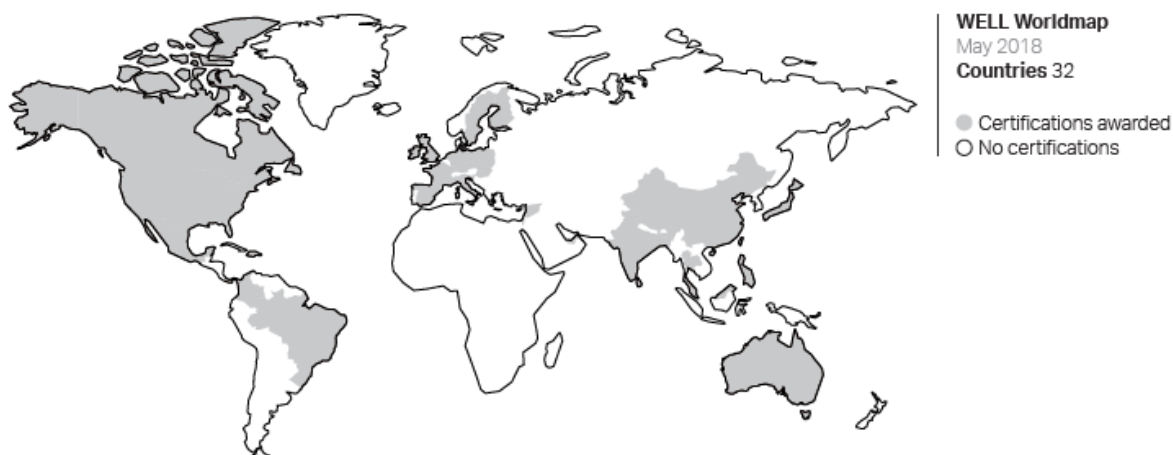 WELL Worldmap
May 2018
Countries 32
Certifications awarded
No certifications